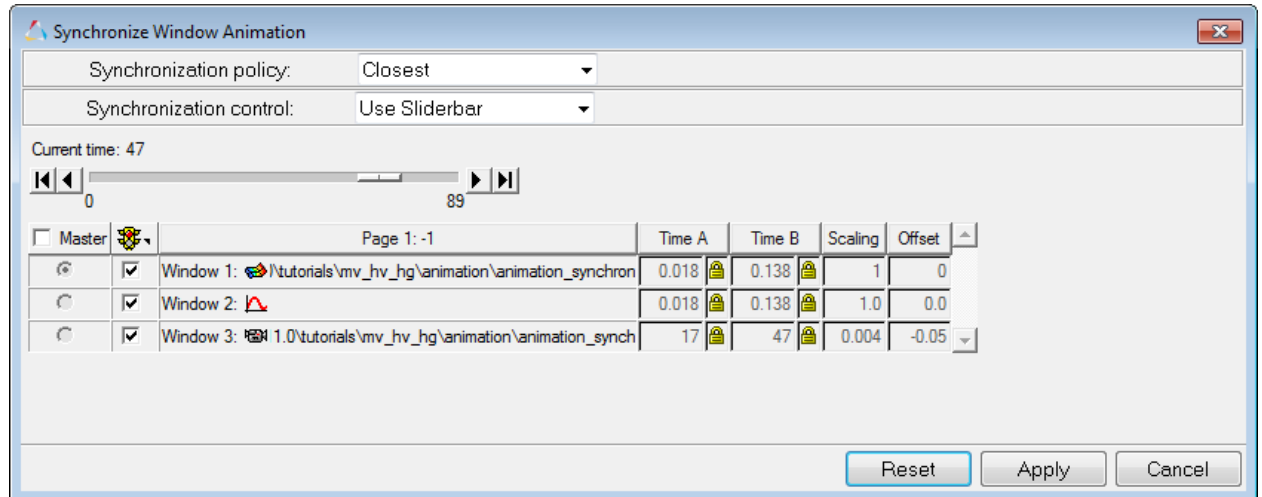 Synchronize Window Animation
Synchronization policy: Closest
Synchronization control: Use Sliderbar
Current time: 47
0 89
Master Page 1: -1 Time A Time B Scaling Offset
Window 1: l\tutorials\mv_hv_hg\animation\animation_synchron 0.018 0.138 1 0
Window 2: 0.018 0.138 1.0 0.0
Window 3: 1.0\tutorials\mv_hv_hg\animation\animation_synch 17 47 0.004 -0.05
Reset Apply Cancel